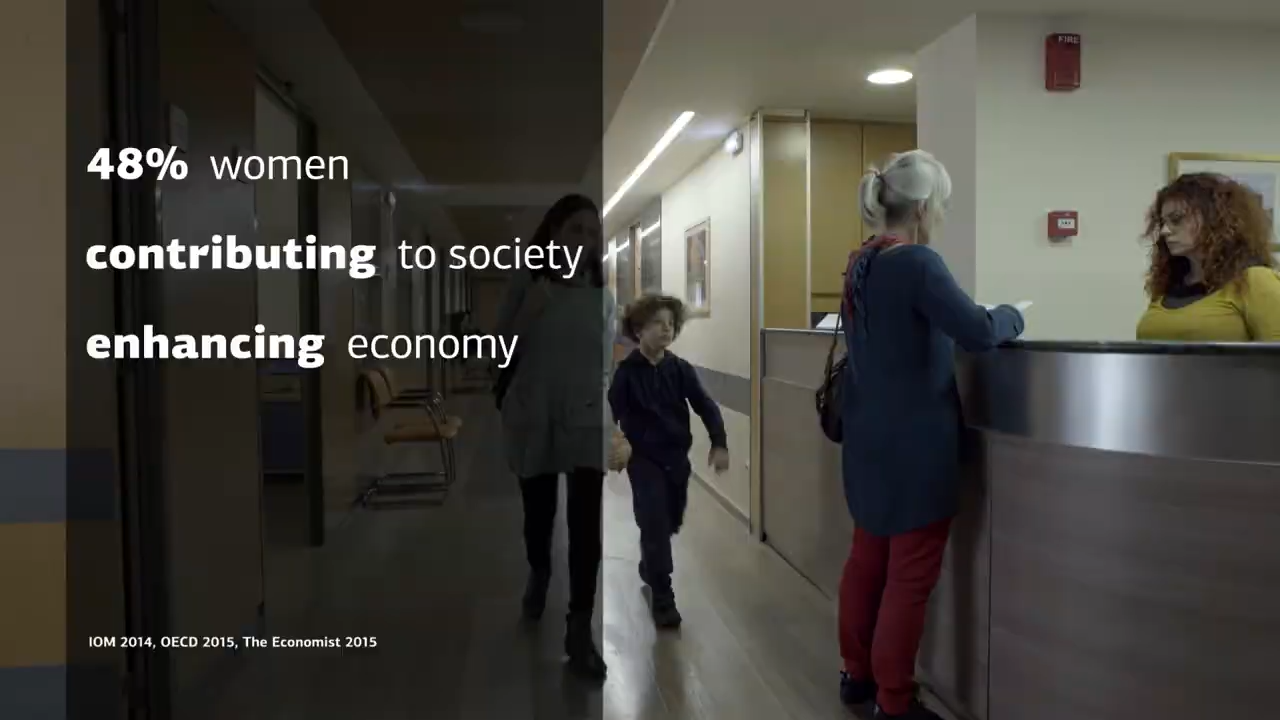 48% women
contributing to society
enhancing economy
IOM 2014, OECD 2015, The Economist 2015
FIRE